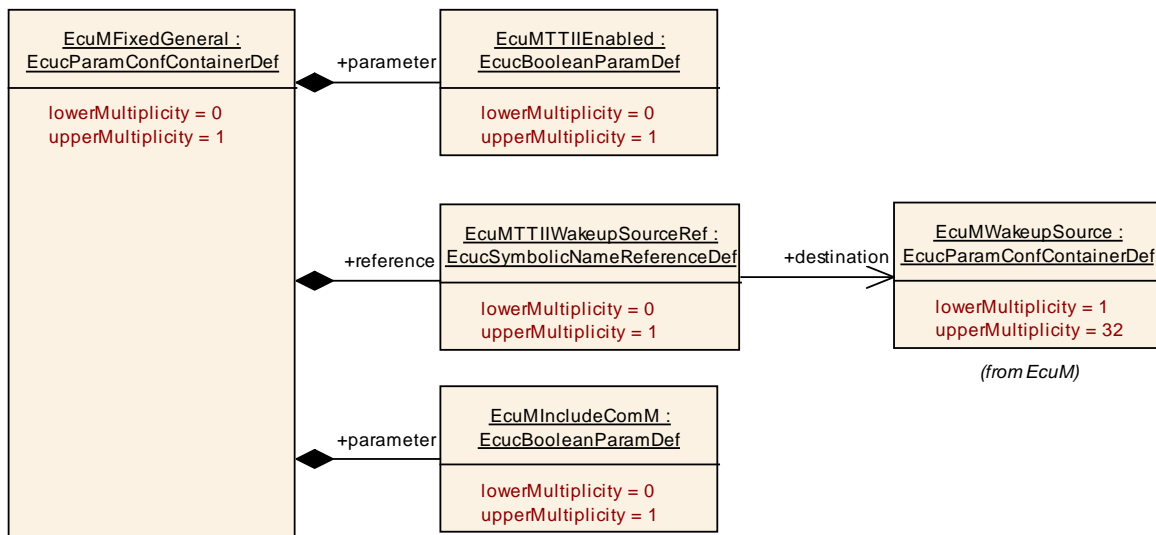 EcuMFixedGeneral :
EcucParamConfContainerDef
lowerMultiplicity = 0
upperMultiplicity = 1
+parameter
EcuMTTIIEnabled :
EcucBooleanParamDef
lowerMultiplicity = 0
upperMultiplicity = 1
+reference
EcuMTTIIWakeupSourceRef :
EcucSymbolicNameReferenceDef
lowerMultiplicity = 0
upperMultiplicity = 1
+destination
EcuMWakeupSource :
EcucParamConfContainerDef
lowerMultiplicity = 1
upperMultiplicity = 32
(from EcuM)
+parameter
EcuMIncludeComM :
EcucBooleanParamDef
lowerMultiplicity = 0
upperMultiplicity = 1